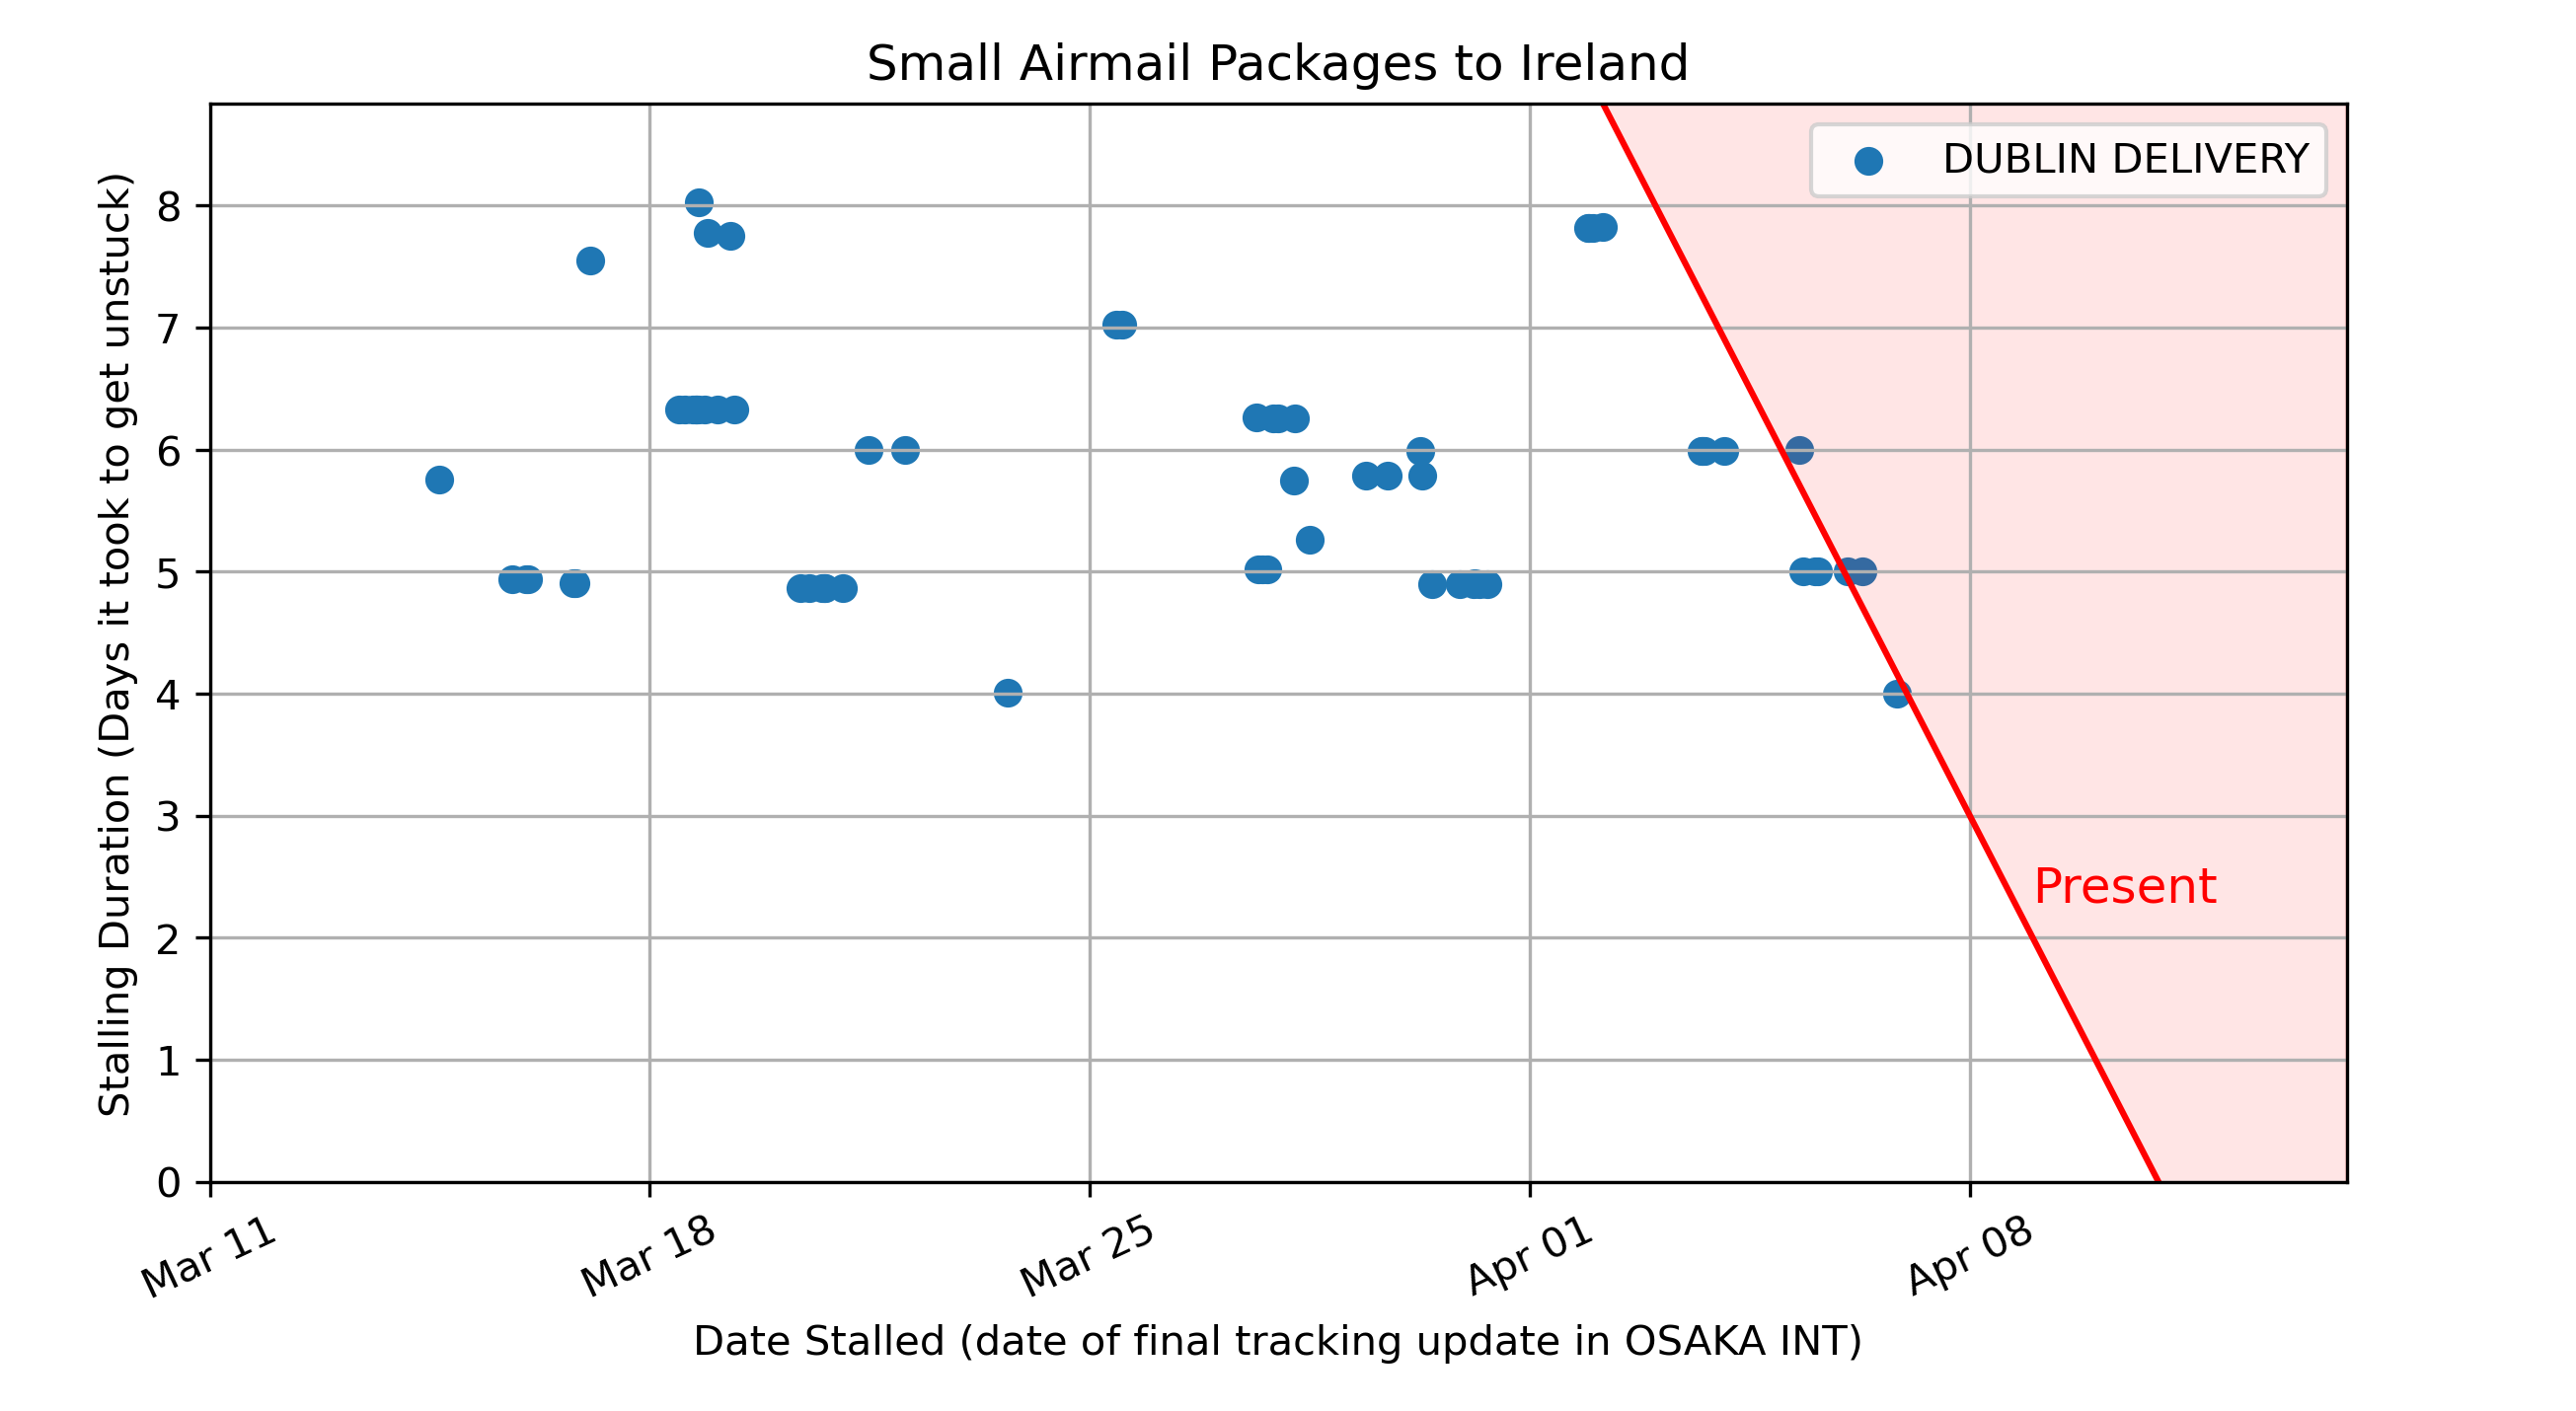 Small Airmail Packages to Ireland
DUBLIN DELIVERY
Stalling Duration (Days it took to get unstuck)
8
7
6
5
4
3
2
1
0
Present
Mar 11
Mar 18
Mar 25
Apr 01
Apr 08
Date Stalled (date of final tracking update in OSAKA INT)